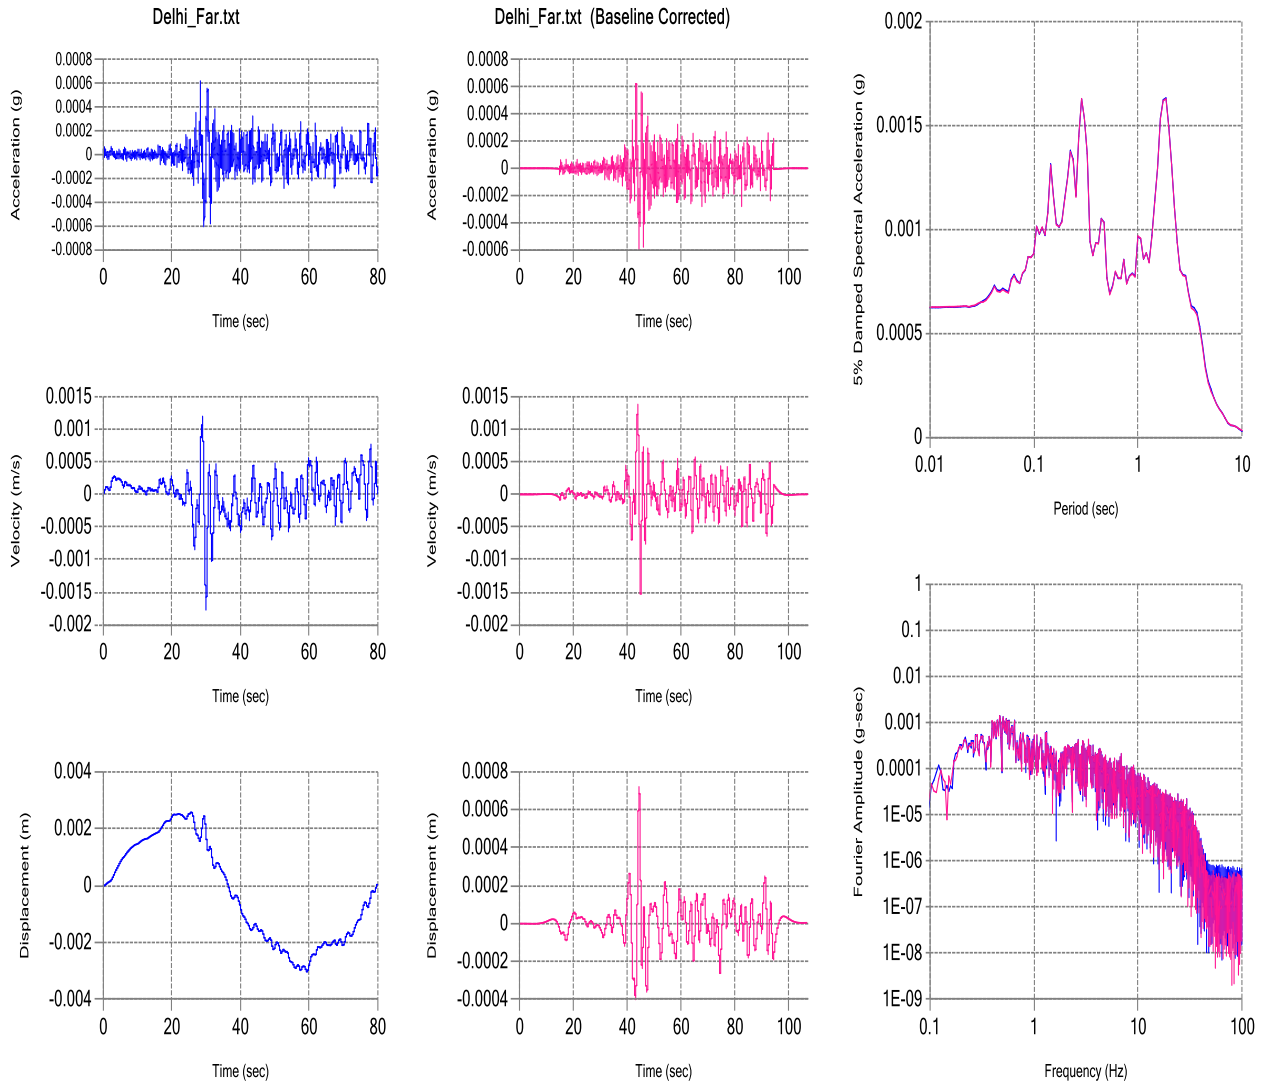 Delhi_Far.txt
0.0008
0.0006
0.0004
0.0002
0
-0.0002
-0.0004
-0.0006
-0.0008
Acceleration (g)
0 20 40 60 80
Time (sec)
0.0015
0.001
0.0005
0
-0.0005
-0.001
-0.0015
-0.002
Velocity (m/s)
0 20 40 60 80
Time (sec)
0.004
0.002
0
-0.002
-0.004
Displacement (m)
0 20 40 60 80
Time (sec)
Delhi_Far.txt (Baseline Corrected)
0.0008
0.0006
0.0004
0.0002
0
-0.0002
-0.0004
-0.0006
Acceleration (g)
0 20 40 60 80 100
Time (sec)
0.0015
0.001
0.0005
0
-0.0005
-0.001
-0.0015
-0.002
Velocity (m/s)
0 20 40 60 80 100
Time (sec)
0.0008
0.0006
0.0004
0.0002
0
-0.0002
-0.0004
Displacement (m)
0 20 40 60 80 100
Time (sec)
0.002
0.0015
0.001
0.0005
0
5% Damped Spectral Acceleration (g)
0.01 0.1 1 10
Period (sec)
1
0.1
0.01
0.001
0.0001
1E-05
1E-06
1E-07
1E-08
1E-09
Fourier Amplitude (g-sec)
0.1 1 10 100
Frequency (Hz)